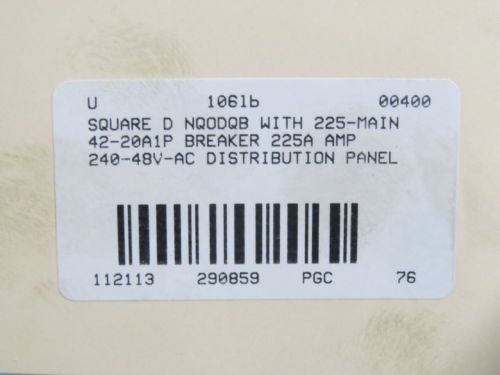 U 106lb 00400
SQUARE D NQODQB WITH 225-MAIN
42-20A1P BREAKER 225A AMP
240-48V-AC DISTRIBUTION PANEL
112113 290859 PGC 76